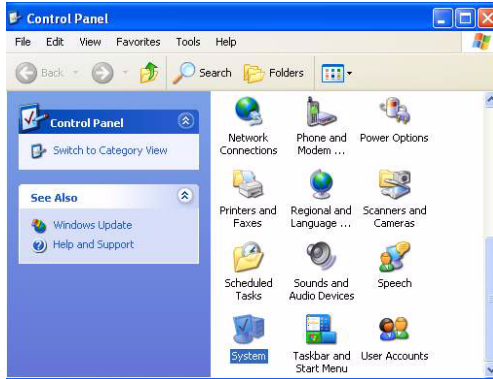 Control Panel
File Edit View Favorites Tools Help
Back Search Folders
Control Panel
Switch to Category View
See Also
Windows Update
Help and Support
Network Connections
Phone and Modem ...
Power Options
Printers and Faxes
Regional and Language ...
Scanners and Cameras
Scheduled Tasks
Sounds and Audio Devices
Speech
System
Taskbar and Start Menu
User Accounts